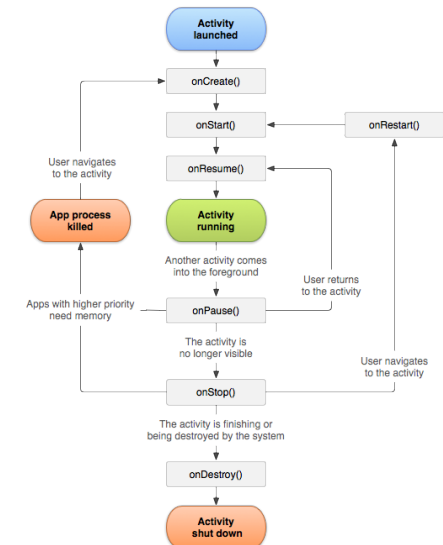 Activity
launched
onCreate()
onStart()
onRestart()
User navigates
to the activity
onResume()
App process
killed
Activity
running
Another activity comes
into the foreground
User returns
to the activity
Apps with higher priority
need memory
onPause()
The activity is
no longer visible
User navigates
to the activity
onStop()
The activity is finishing or
being destroyed by the system
onDestroy()
Activity
shut down